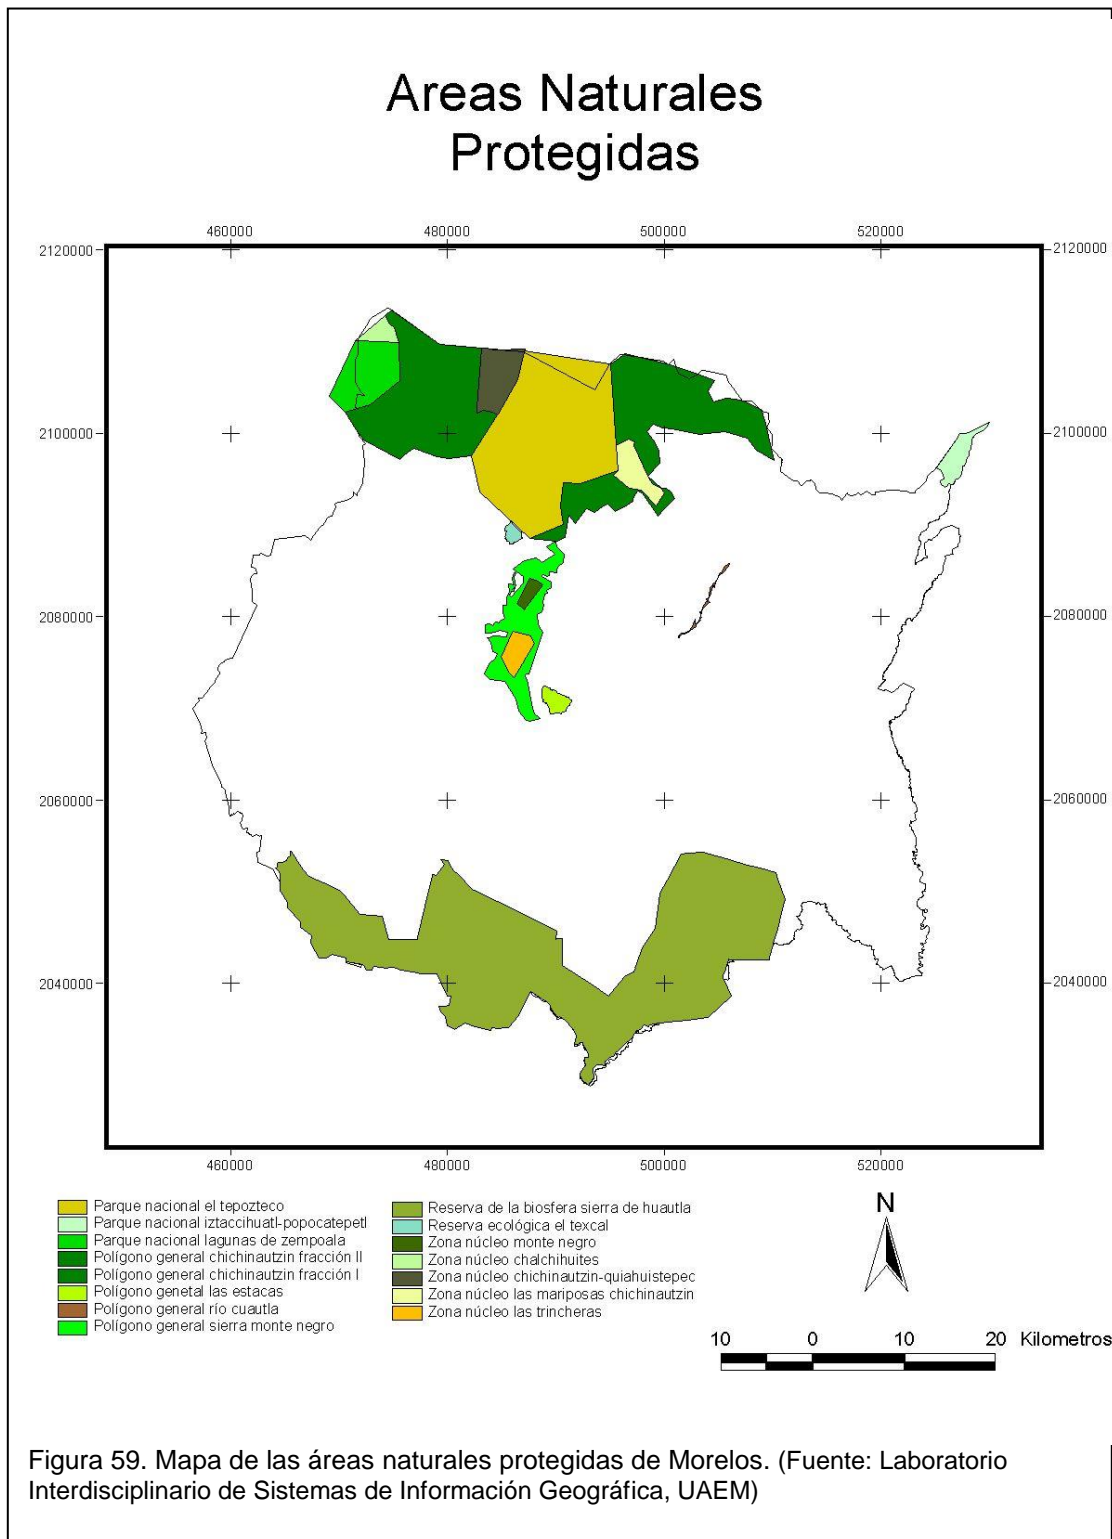 Areas Naturales
Protegidas
460000 480000 500000 520000
2120000 2120000
2100000 2100000
2080000 2080000
2060000 2060000
2040000 2040000
460000 480000 500000 520000
Parque nacional el tepozteco
Parque nacional iztaccihuatl-popocatepetl
Parque nacional lagunas de zempoala
Polígono general chichinautzin fracción II
Polígono general chichinautzin fracción I
Polígono genetal las estacas
Polígono general río cuautla
Polígono general sierra monte negro
Reserva de la biosfera sierra de huautla
Reserva ecológica el texcal
Zona núcleo monte negro
Zona núcleo chalchihuites
Zona núcleo chichinautzin-quiahuistepec
Zona núcleo las mariposas chichinautzin
Zona núcleo las trincheras
N
10 0 10 20 Kilometros
Figura 59. Mapa de las áreas naturales protegidas de Morelos. (Fuente: Laboratorio
Interdisciplinario de Sistemas de Información Geográfica, UAEM)